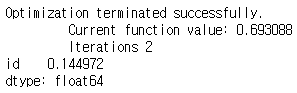 Optimization terminated successfully.
Current function value: 0.693088
Iterations 2
id    0.144972
dtype: float64